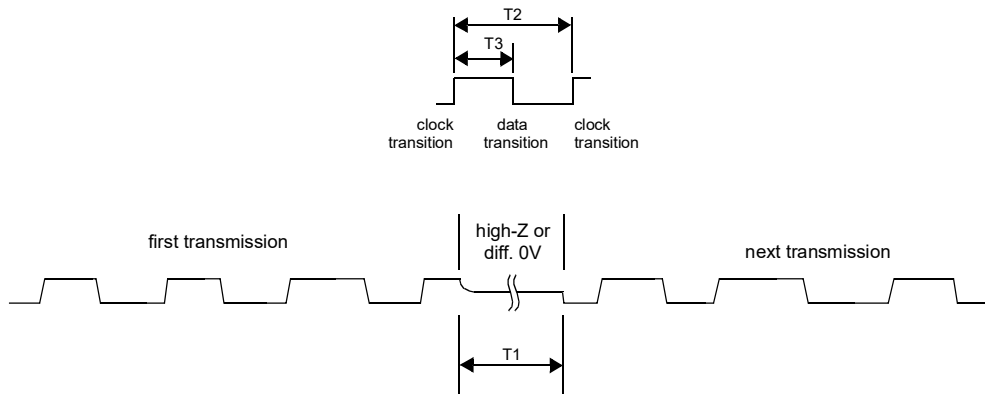 T2
T3
clock data clock
transition transition transition
high-Z or
diff. 0V
first transmission
next transmission
T1